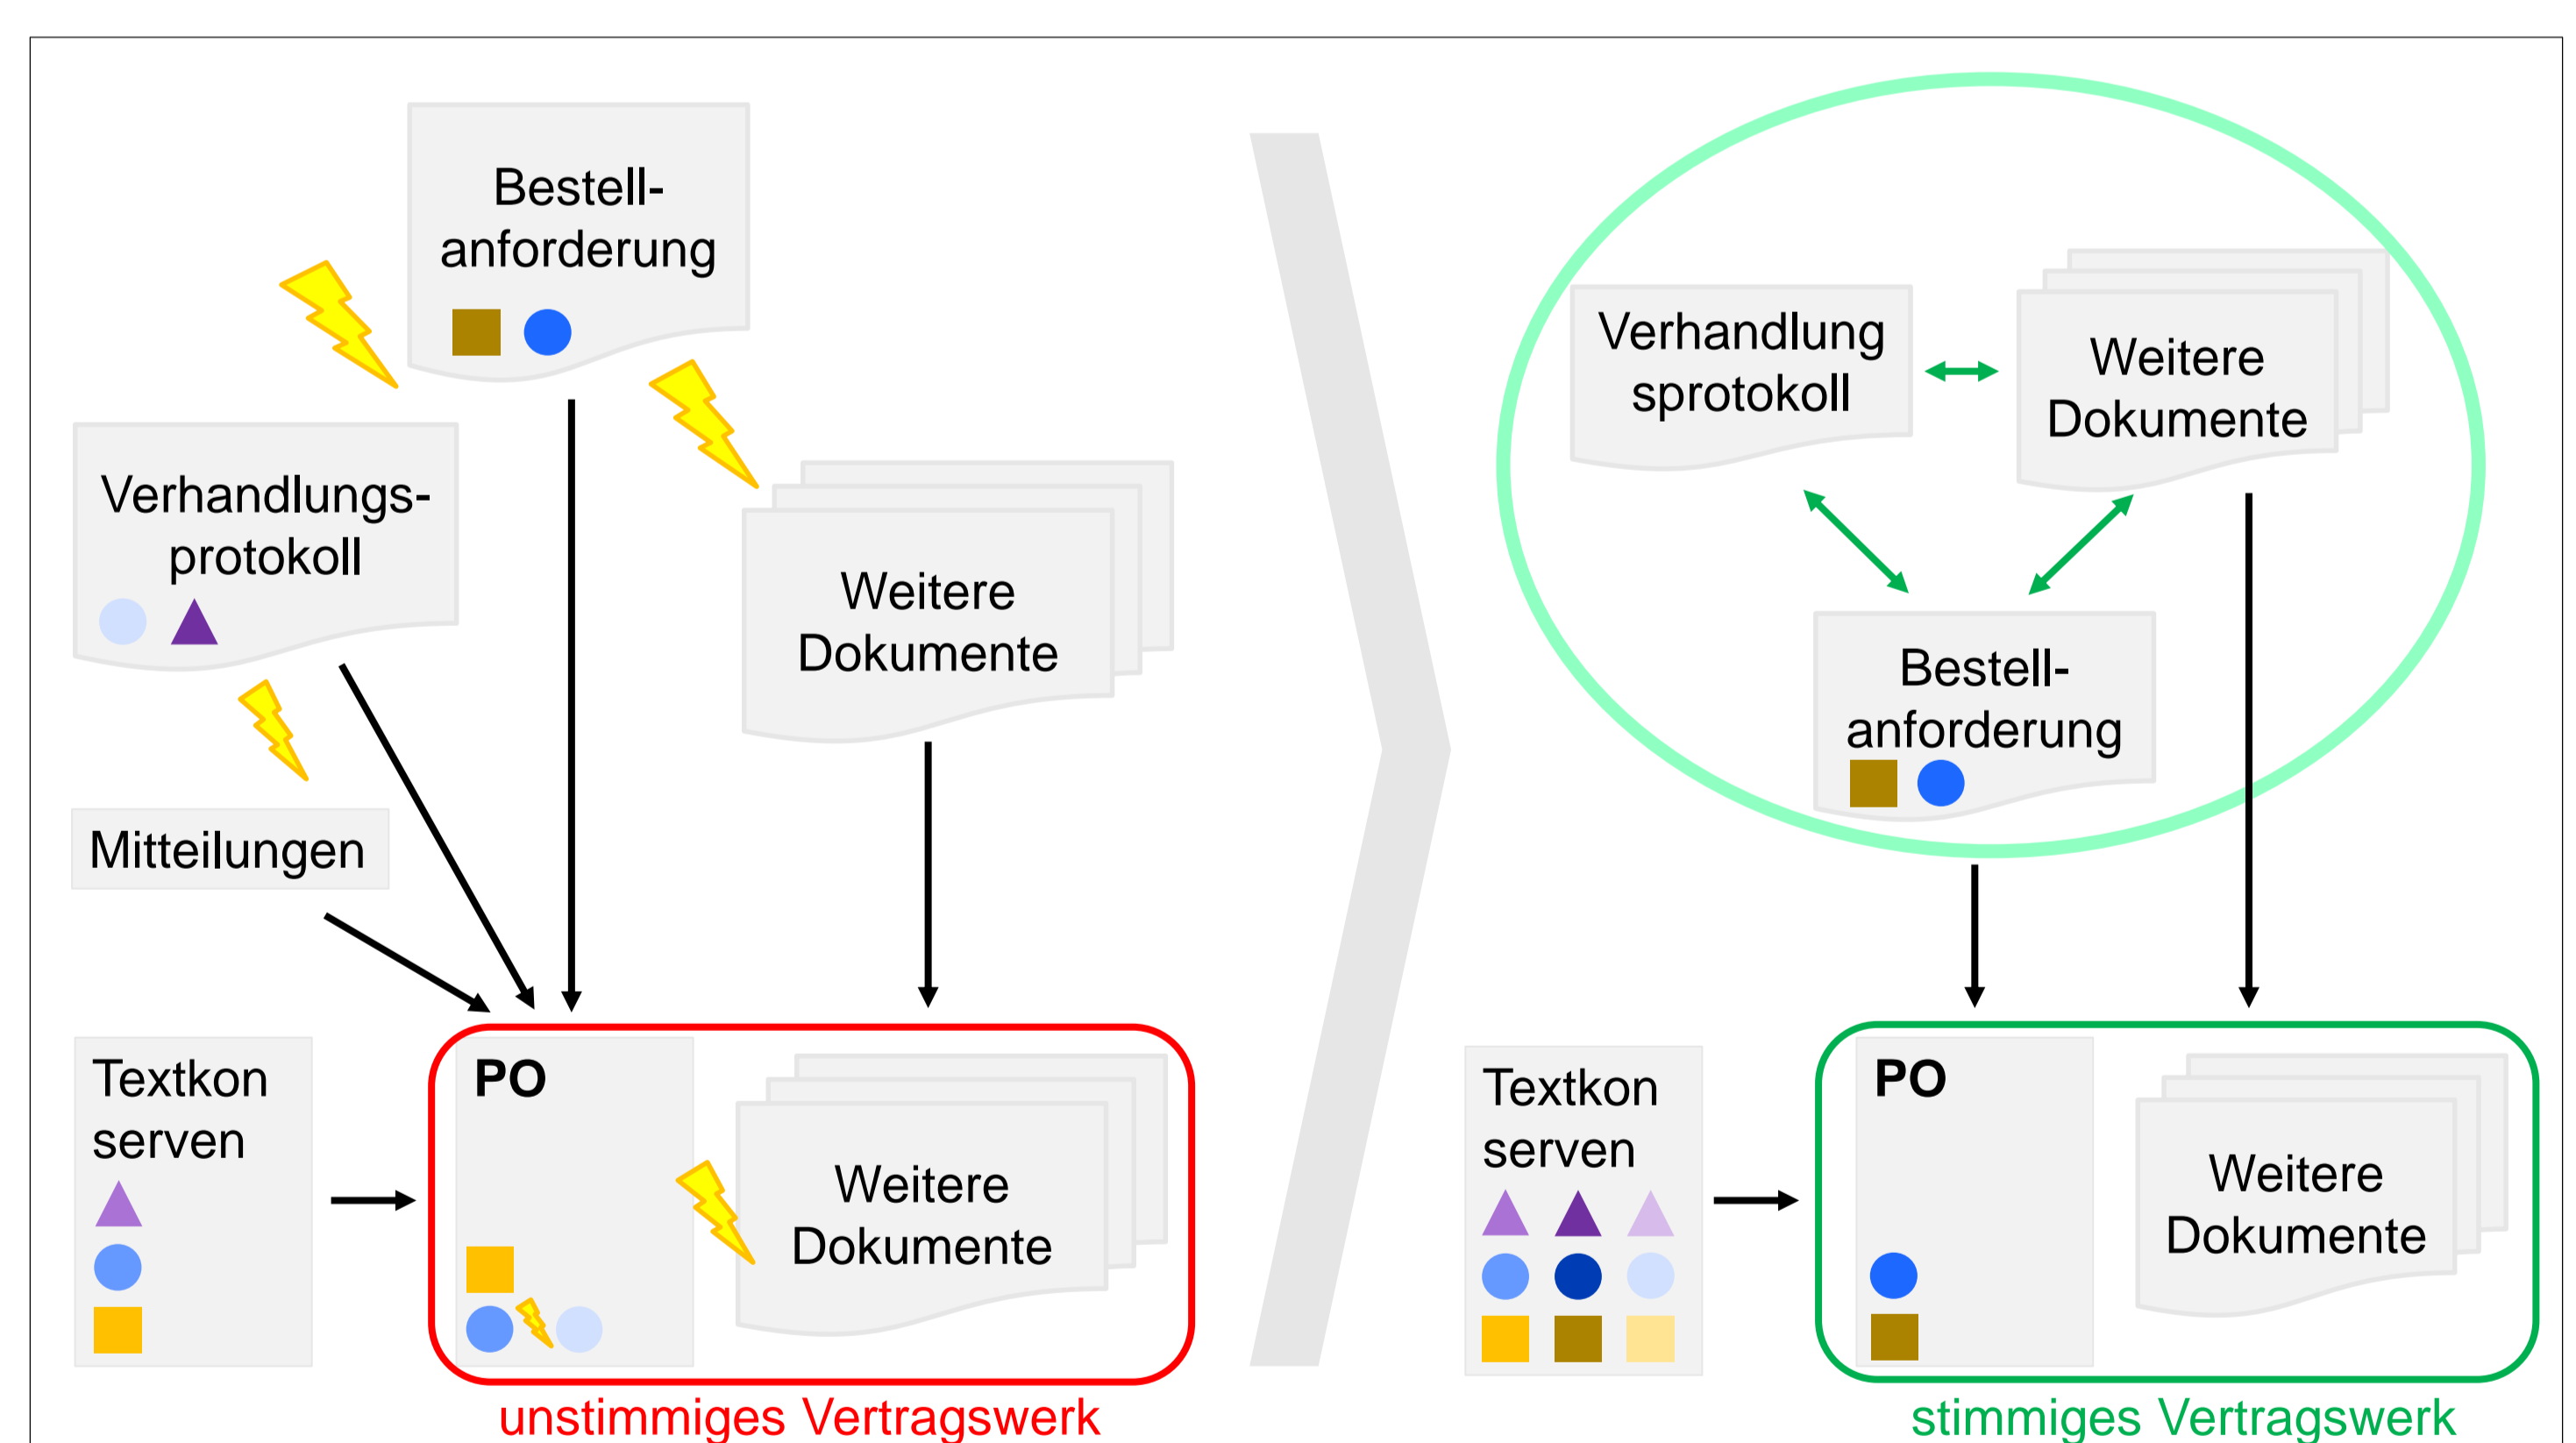 Bestell-
anforderung
Verhandlungs-
protokoll
Weitere
Dokumente
Mitteilungen
Textkon
serven
PO
Weitere
Dokumente
unstimmiges Vertragswerk
Verhandlung
sprotokoll
Weitere
Dokumente
Bestell-
anforderung
Textkon
serven
PO
Weitere
Dokumente
stimmiges Vertragswerk